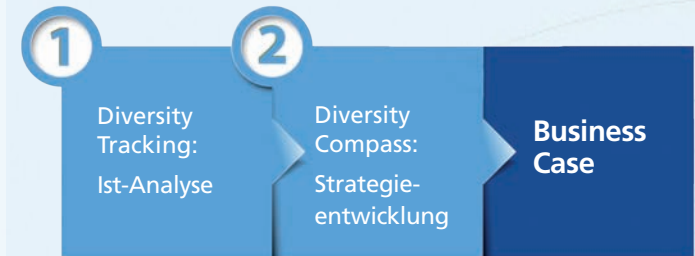 1
Diversity
Tracking:
Ist-Analyse
2
Diversity
Compass:
Strategie-
entwicklung
Business
Case